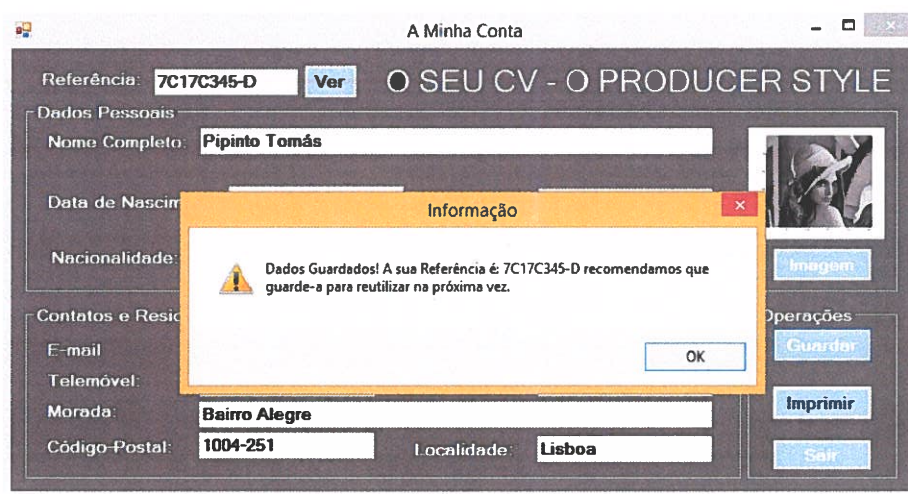 A Minha Conta
Referência: 7C17C345-D Ver O SEU CV - O PRODUCER STYLE
Dados Pessoais
Nome Completo: Pipinto Tomás
Data de Nascim
Informação
Nacionalidade:
Dados Guardados! A sua Referência é: 7C17C345-D recomendamos que
guarde-a para reutilizar na próxima vez.
Imagem
Contatos e Resid
Operações
E-mail
OK
Guardar
Telemóvel:
Morada: Bairro Alegre
Imprimir
Código-Postal: 1004-251 Localidade: Lisboa
Sair